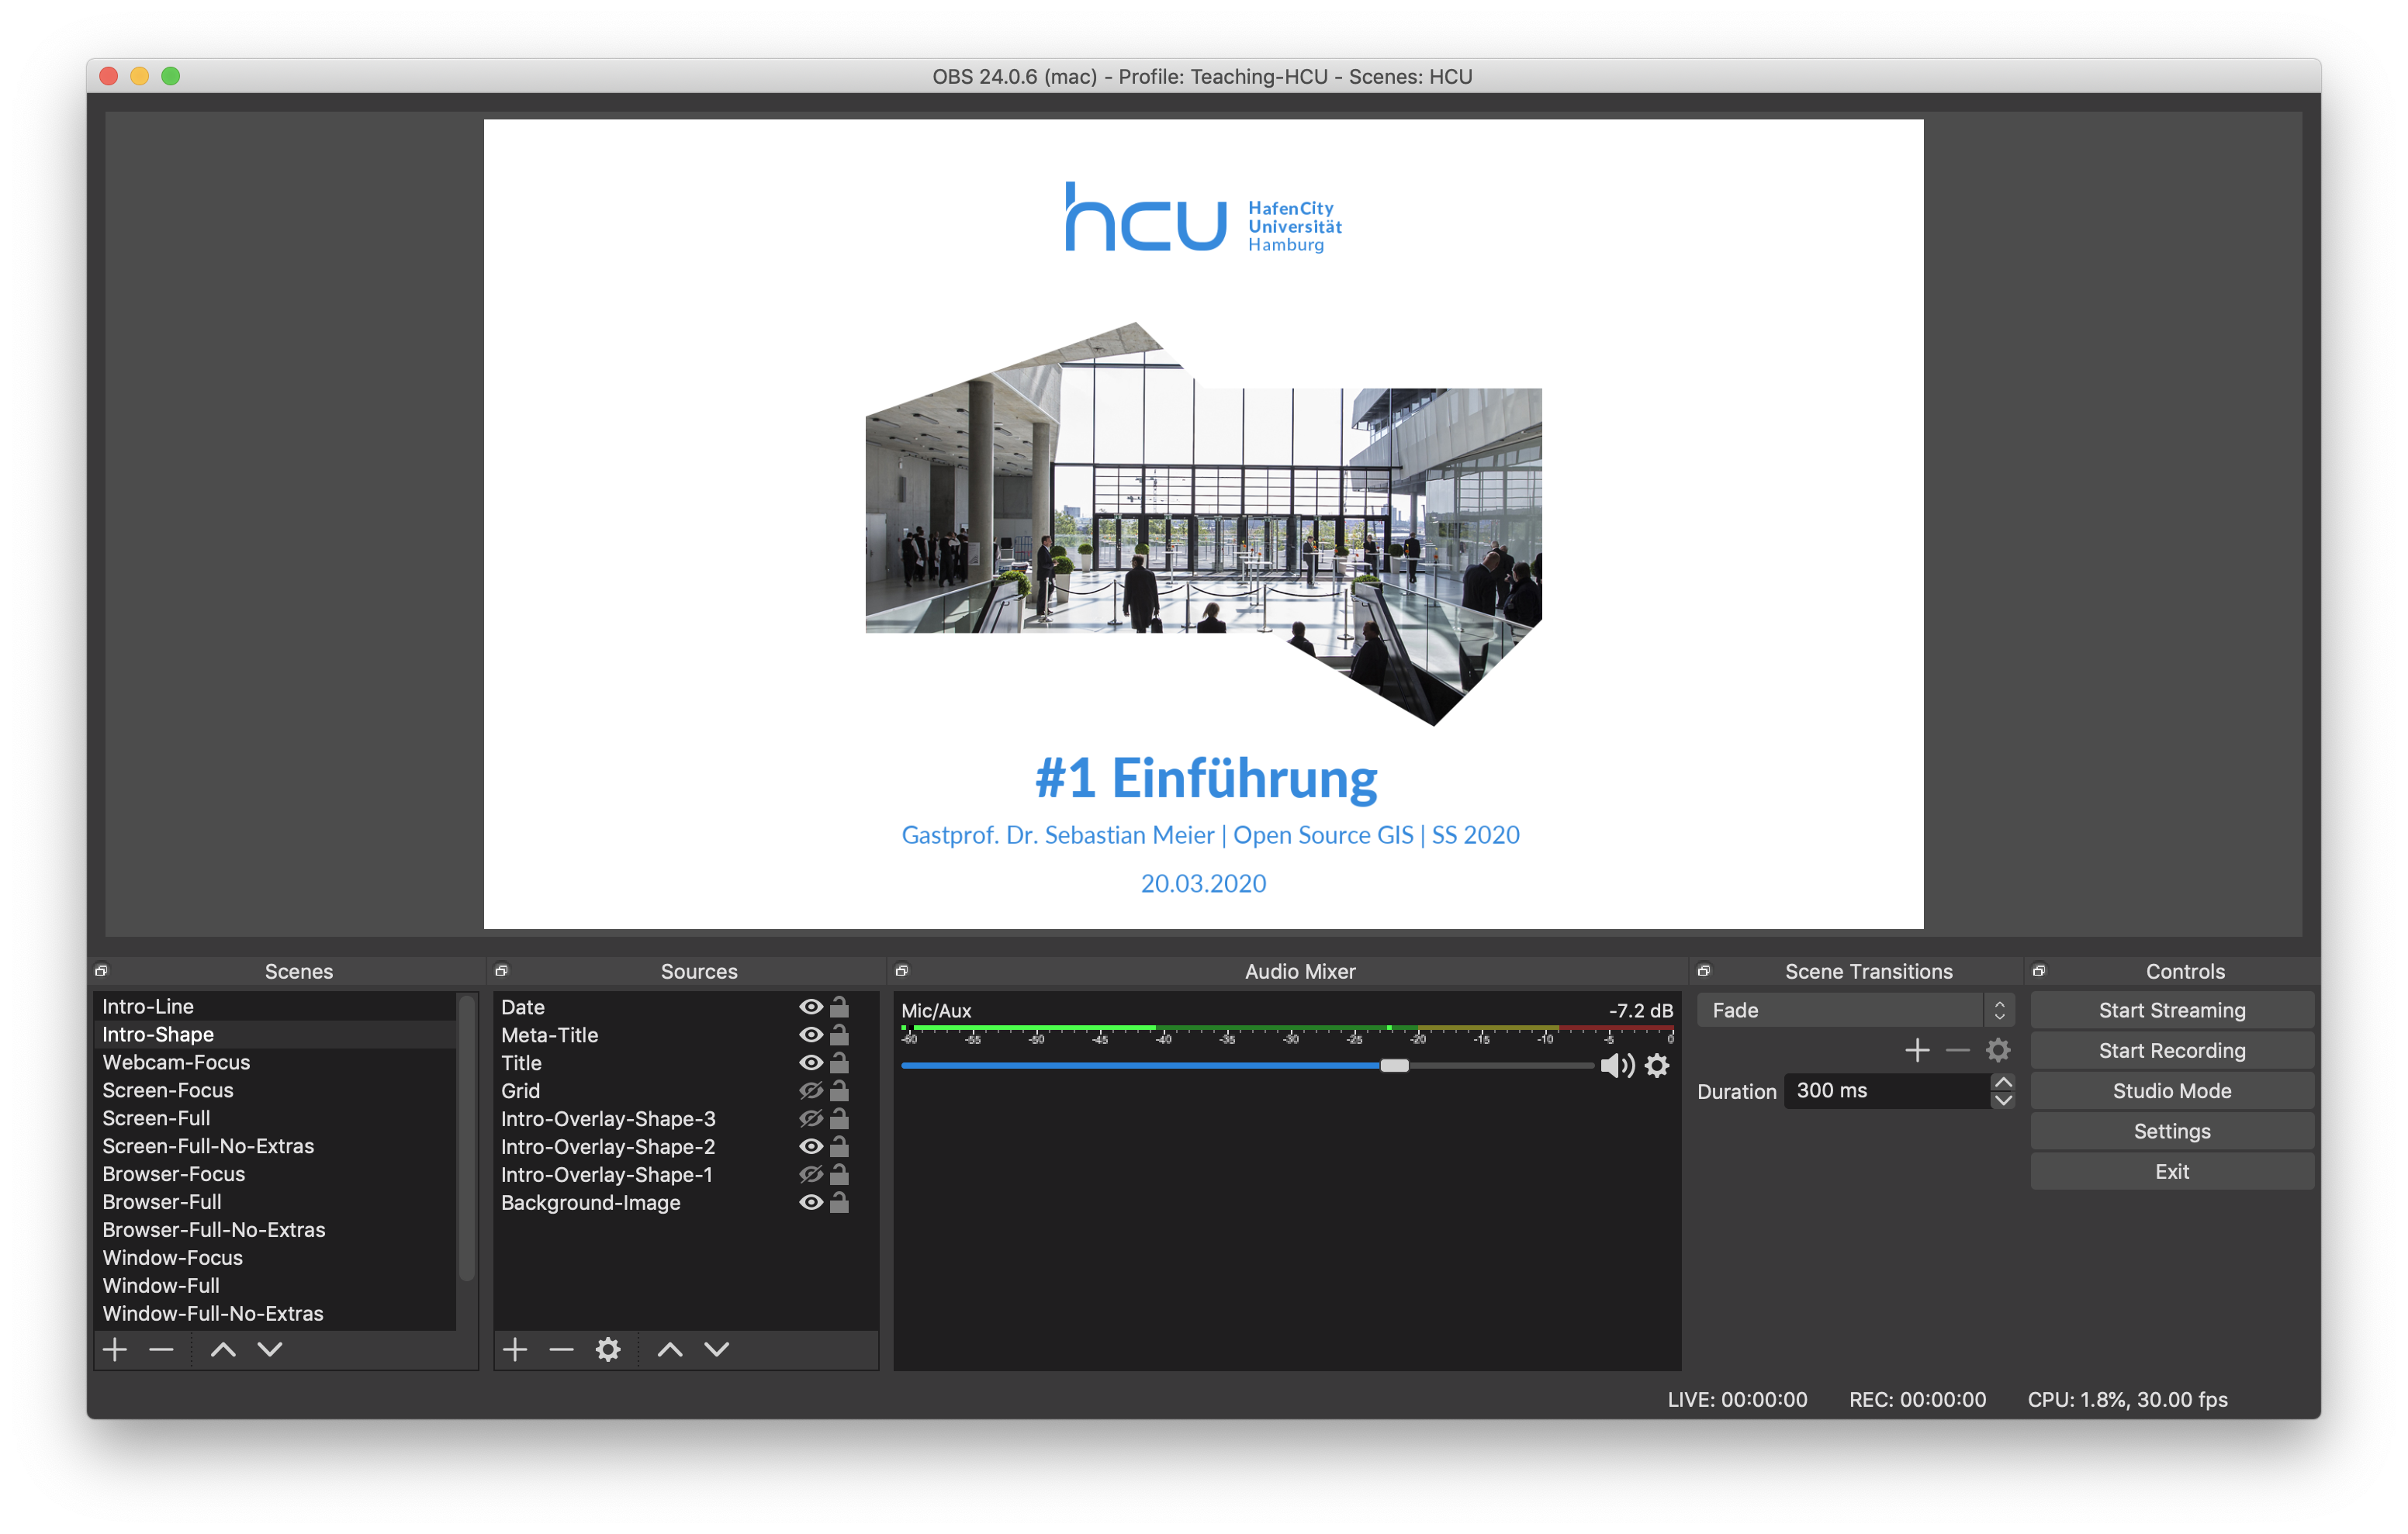 OBS 24.0.6 (mac) - Profile: Teaching-HCU - Scenes: HCU
hcu
HafenCity
Universität
Hamburg
#1 Einführung
Gastprof. Dr. Sebastian Meier | Open Source GIS | SS 2020
20.03.2020
Scenes
Intro-Line
Intro-Shape
Webcam-Focus
Screen-Focus
Screen-Full
Screen-Full-No-Extras
Browser-Focus
Browser-Full
Browser-Full-No-Extras
Window-Focus
Window-Full
Window-Full-No-Extras
Sources
Date
Meta-Title
Title
Grid
Intro-Overlay-Shape-3
Intro-Overlay-Shape-2
Intro-Overlay-Shape-1
Background-Image
Audio Mixer
Mic/Aux -7.2 dB
-60 -55 -50 -45 -40 -35 -30 -25 -20 -15 -10 -5 0
Scene Transitions
Fade
Duration 300 ms
Controls
Start Streaming
Start Recording
Studio Mode
Settings
Exit
LIVE: 00:00:00 REC: 00:00:00 CPU: 1.8%, 30.00 fps